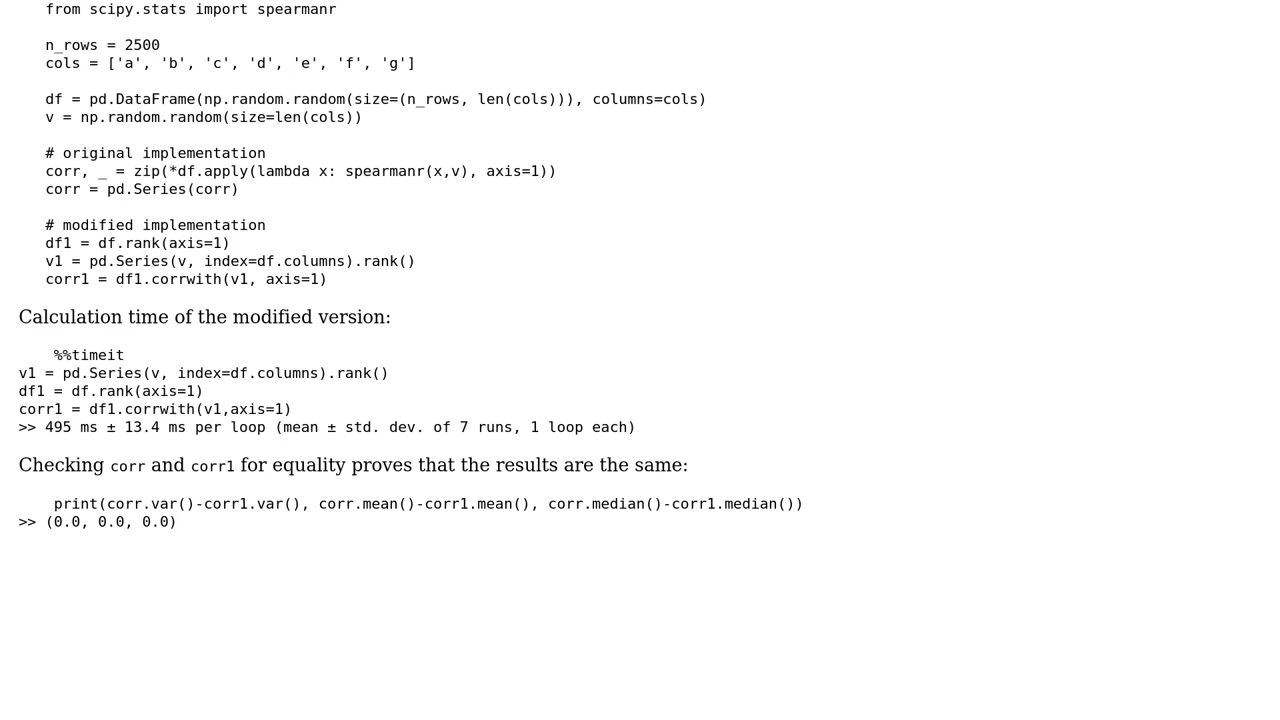 from scipy.stats import spearmanr
n_rows = 2500
cols = ['a', 'b', 'c', 'd', 'e', 'f', 'g']
df = pd.DataFrame(np.random.random(size=(n_rows, len(cols))), columns=cols)
v = np.random.random(size=len(cols))
# original implementation
corr, _ = zip(*df.apply(lambda x: spearmanr(x,v), axis=1))
corr = pd.Series(corr)
# modified implementation
df1 = df.rank(axis=1)
v1 = pd.Series(v, index=df.columns).rank()
corr1 = df1.corrwith(v1, axis=1)
Calculation time of the modified version:
%%timeit
v1 = pd.Series(v, index=df.columns).rank()
df1 = df.rank(axis=1)
corr1 = df1.corrwith(v1,axis=1)
>> 495 ms ± 13.4 ms per loop (mean ± std. dev. of 7 runs, 1 loop each)
Checking corr and corr1 for equality proves that the results are the same:
print(corr.var()-corr1.var(), corr.mean()-corr1.mean(), corr.median()-corr1.median())
>> (0.0, 0.0, 0.0)